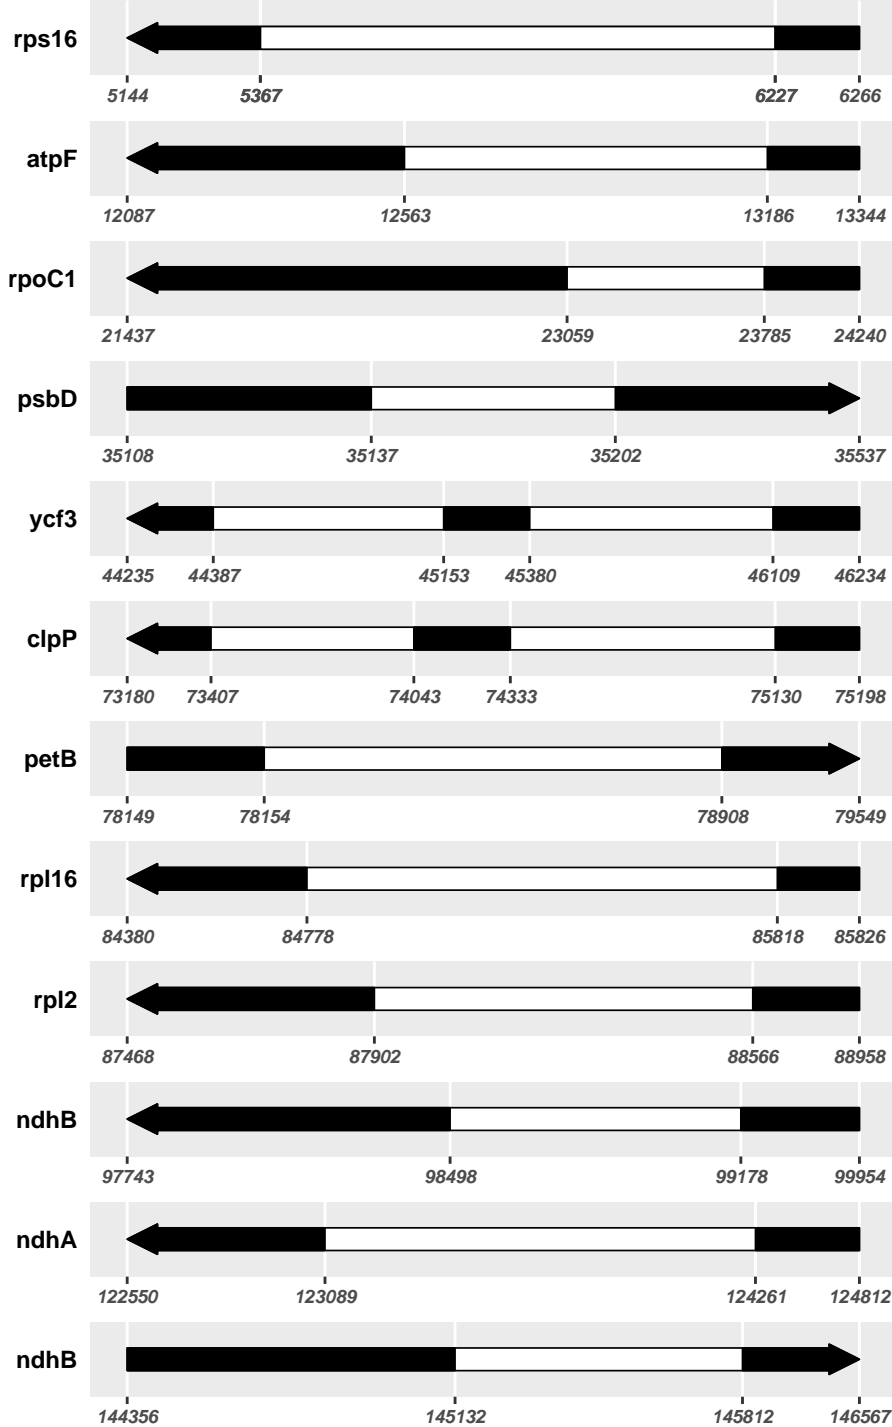 rps16
5144 5367 6227 6266
atpF
12087 12563 13186 13344
rpoC1
21437 23059 23785 24240
psbD
35108 35137 35202 35537
ycf3
44235 44387 45153 45380 46109 46234
clpP
73180 73407 74043 74333 75130 75198
petB
78149 78154 78908 79549
rpl16
84380 84778 85818 85826
rpl2
87468 87902 88566 88958
ndhB
97743 98498 99178 99954
ndhA
122550 123089 124261 124812
ndhB
144356 145132 145812 146567